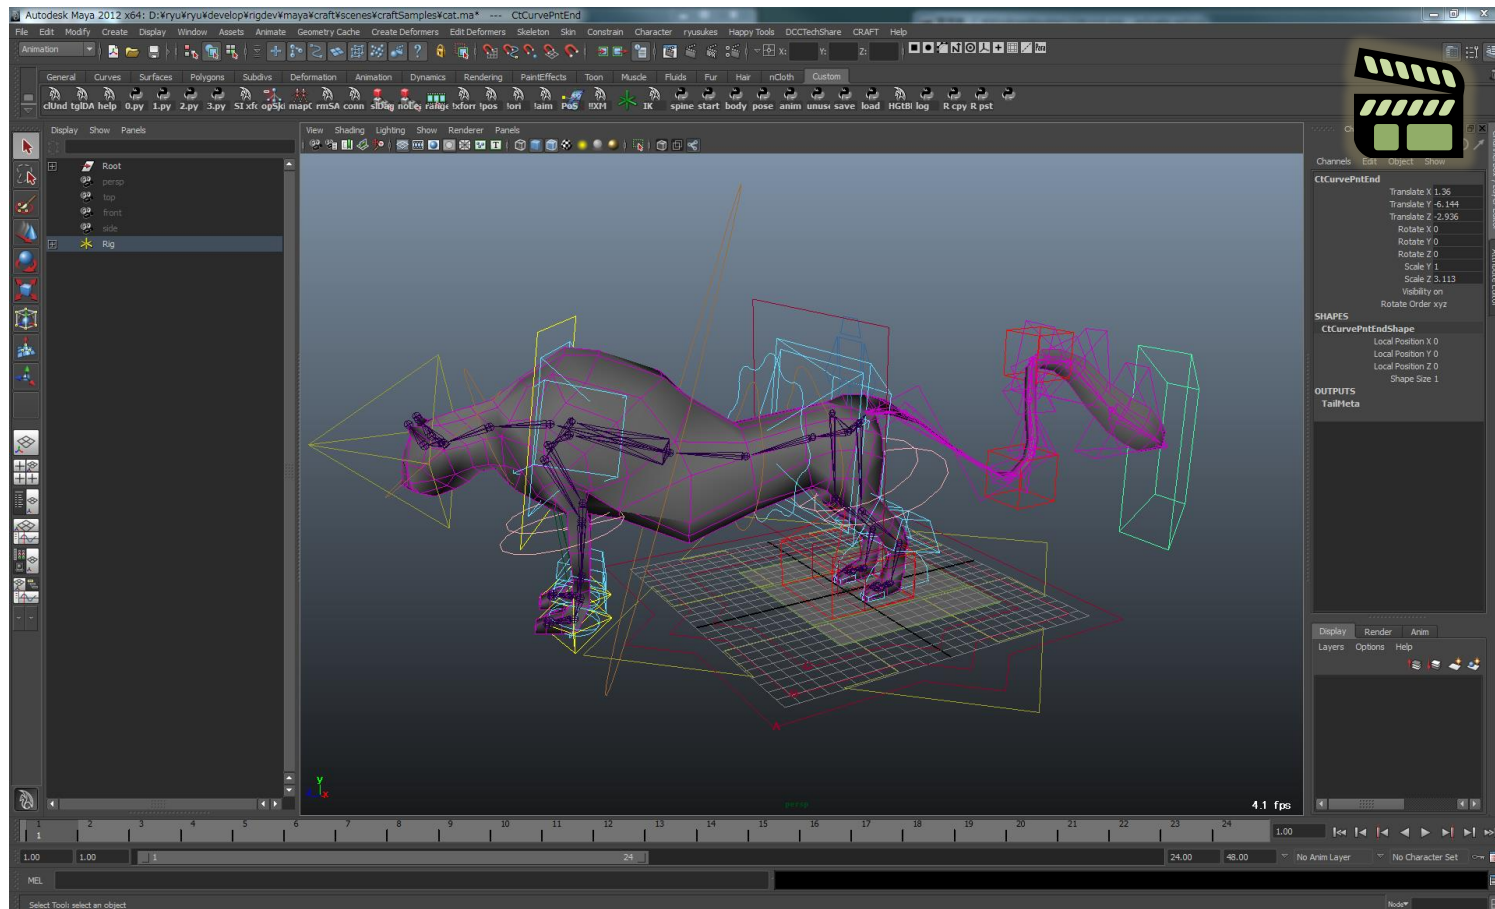 Autodesk Maya 2012 x64: D:¥ryu¥ryu¥develop¥rigdev¥maya¥craft¥scenes¥craftSamples¥cat.ma* --- CtCurvePntEnd
File Edit Modify Create Display Window Assets Animate Geometry Cache Create Deformers Edit Deformers Skeleton Skin Constrain Character ryusukes Happy Tools DCCTechShare CRAFT Help
Animation X: Y: Z:
General Curves Surfaces Polygons Subdivs Deformation Animation Dynamics Rendering PaintEffects Toon Muscle Fluids Fur Hair nCloth Custom
clUnd tglDA help 0.py 1.py 2.py 3.py SI xfc opSki mapC rmSA conn range !xforr !pos !ori !aim PoS !!XM IK spine start body pose anim unusi save load HGtBl log R cpy R pst
Display Show Panels
View Shading Lighting Show Renderer Panels
Root
persp
top
front
side
Rig
Channels Edit Object Show
CtCurvePntEnd
Translate X 1.36
Translate Y -6.144
Translate Z -2.936
Rotate X 0
Rotate Y 0
Rotate Z 0
Scale Y 1
Scale Z 3.113
Visibility on
Rotate Order xyz
SHAPES
CtCurvePntEndShape
Local Position X 0
Local Position Y 0
Local Position Z 0
Shape Size 1
OUTPUTS
TailMeta
Display Render Anim
Layers Options Help
y
x
persp
4.1 fps
1 2 3 4 5 6 7 8 9 10 11 12 13 14 15 16 17 18 19 20 21 22 23 24
1
1.00
1.00 1.00 1 24 24.00 48.00 No Anim Layer No Character Set
MEL
Select Tool: select an object
Node